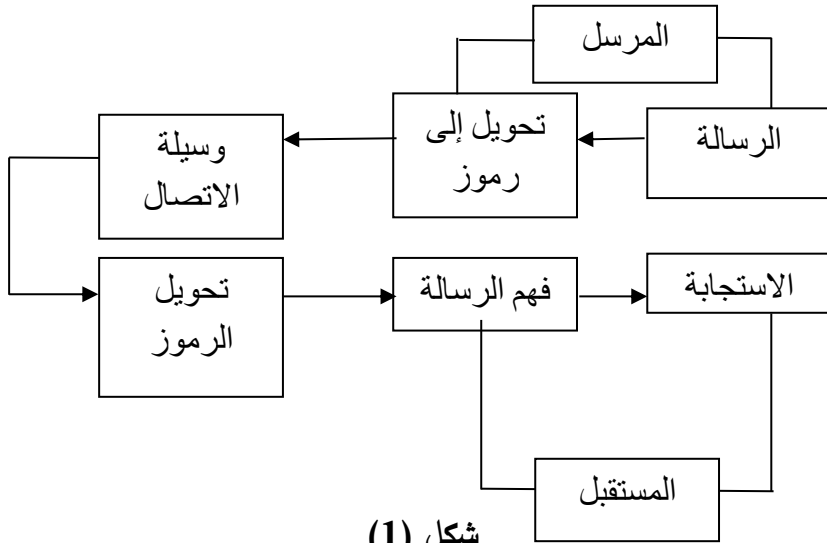 المرسل
الرسالة
تحويل إلى
رموز
وسيلة
الاتصال
تحويل
الرموز
فهم الرسالة
الاستجابة
المستقبل
شكل (1)